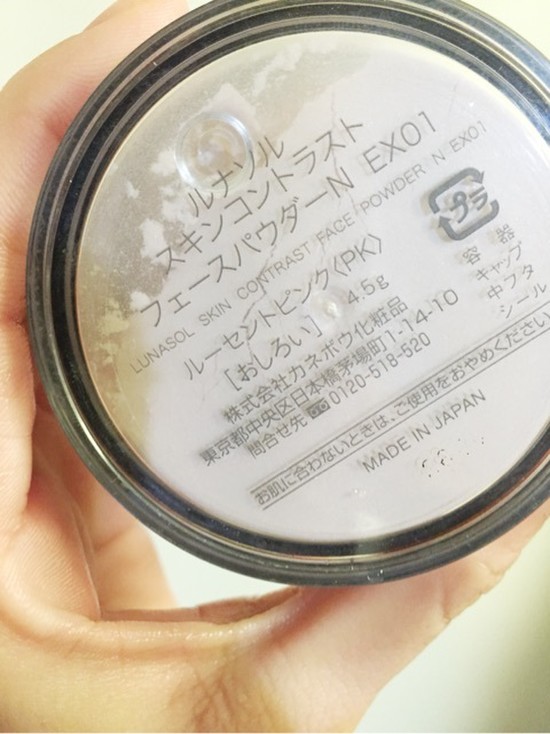 ルナソル
スキンコントラスト
フェースパウダーN EX01
LUNASOL SKIN CONTRAST FACE POWDER N EX01
ルーセントピンク〈PK〉
［おしろい］ 4.5g
株式会社カネボウ化粧品
東京都中央区日本橋茅場町1-14-10
問合せ先 0120-518-520
お肌に合わないときは、ご使用をおやめください
MADE IN JAPAN
プラ
容器
キャップ
中フタ
シール